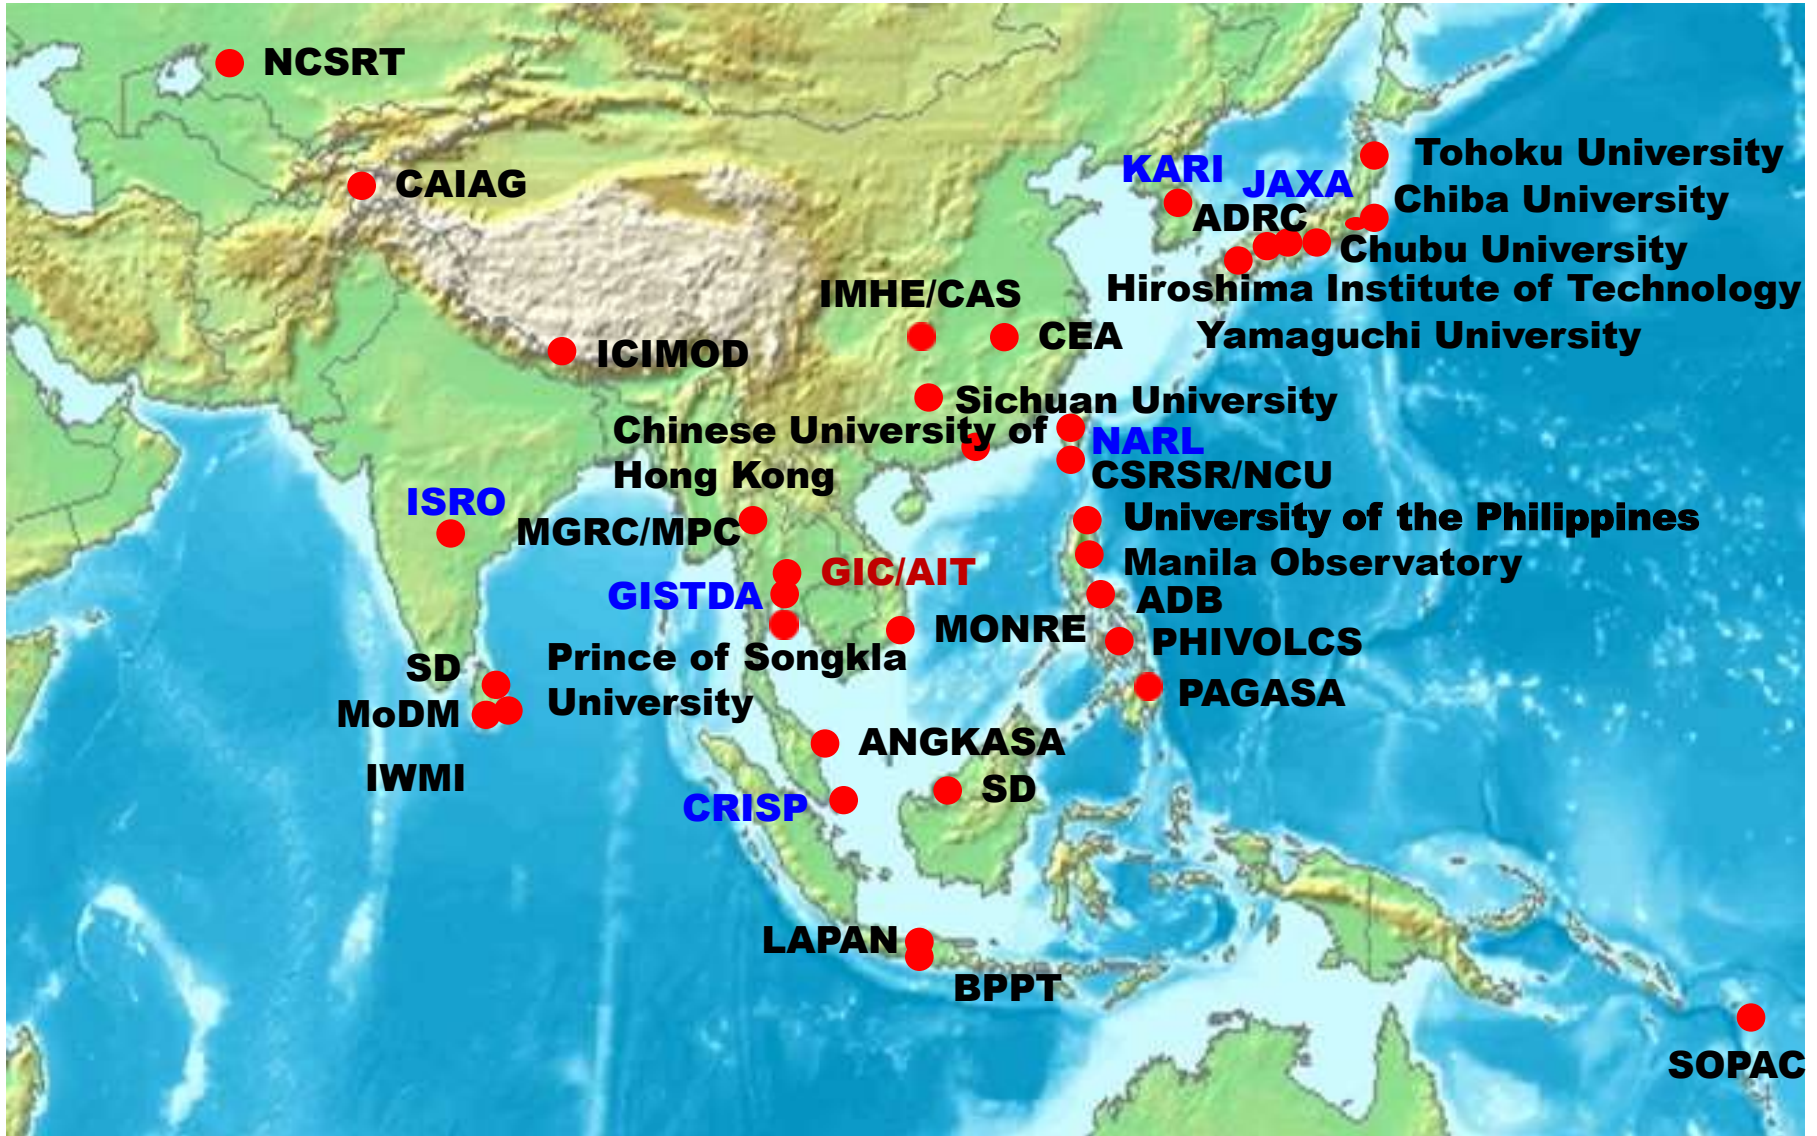 NCSRT
Tohoku University
KARI
JAXA
CAIAG
Chiba University
ADRC
Chubu University
Hiroshima Institute of Technology
IMHE/CAS
CEA
Yamaguchi University
ICIMOD
Sichuan University
Chinese University of
Hong Kong
NARL
CSRSR/NCU
ISRO
MGRC/MPC
University of the Philippines
Manila Observatory
GIC/AIT
GISTDA
ADB
MONRE
PHIVOLCS
Prince of Songkla
University
SD
MoDM
PAGASA
IWMI
ANGKASA
SD
CRISP
LAPAN
BPPT
SOPAC